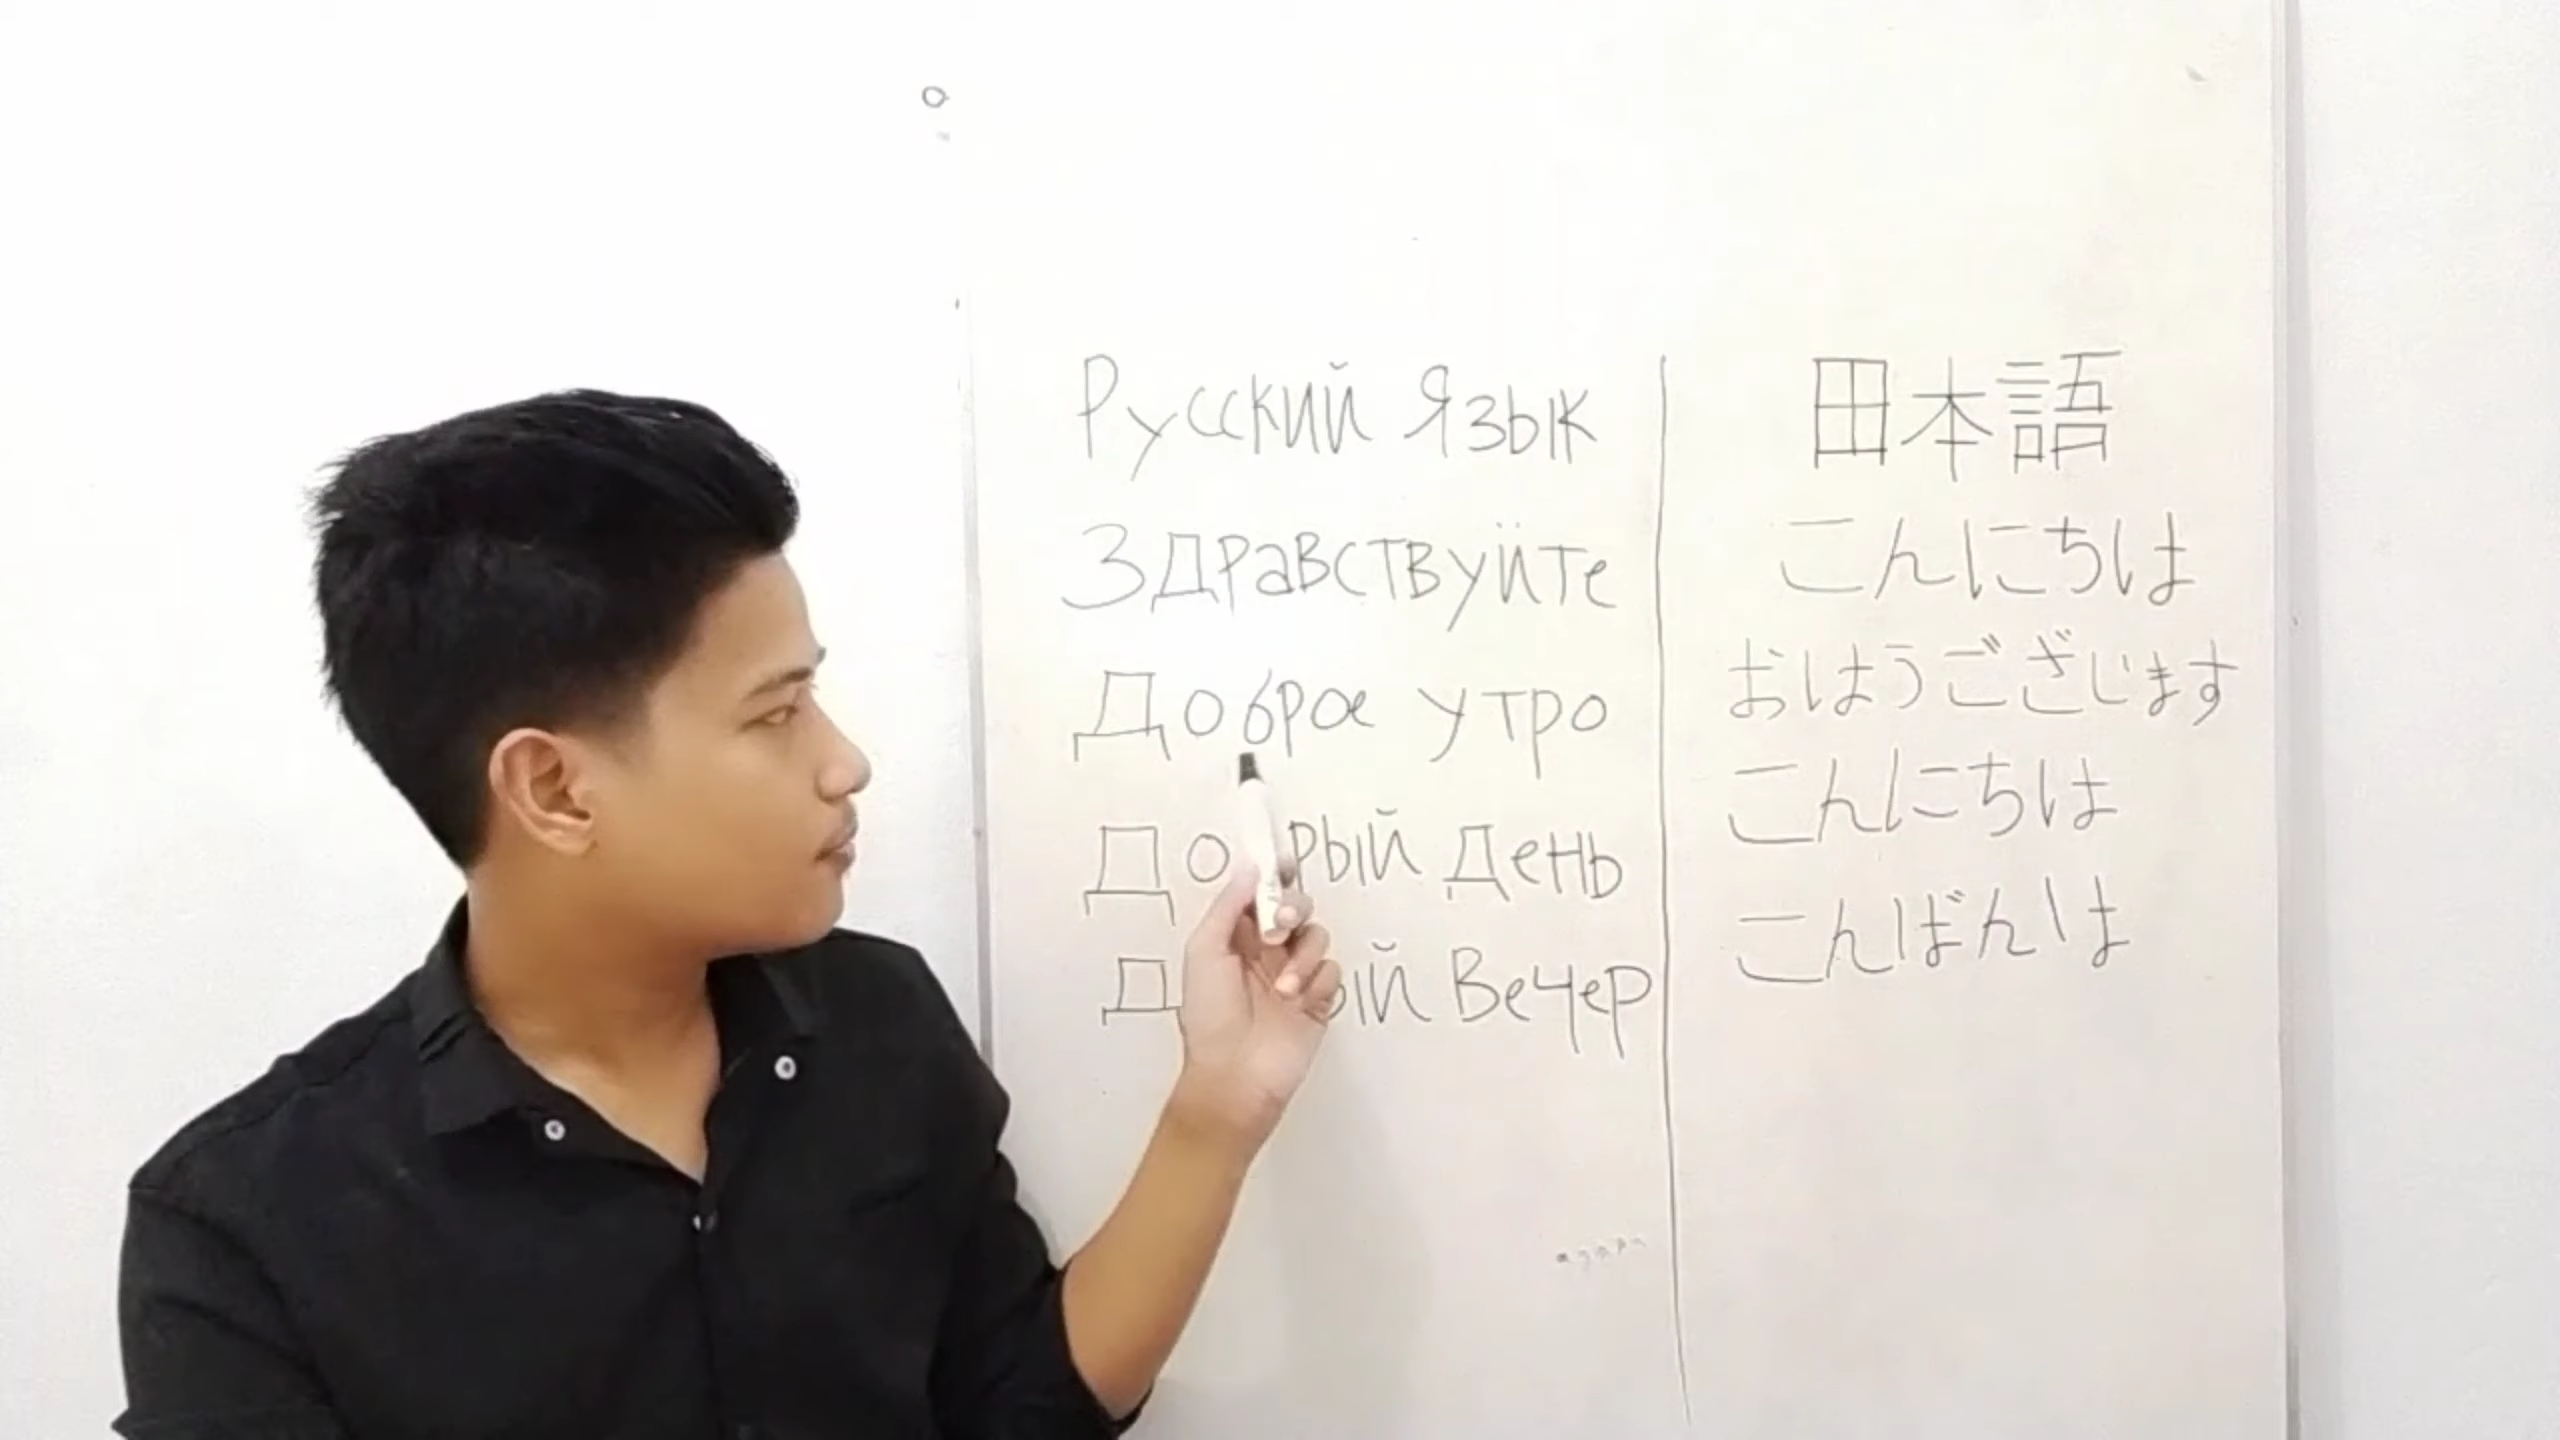 Русский Язык
Здравствуйте
Доброе утро
день
Вечер
田本語
こんにちは
おはうございます
こんにちは
こんばんは